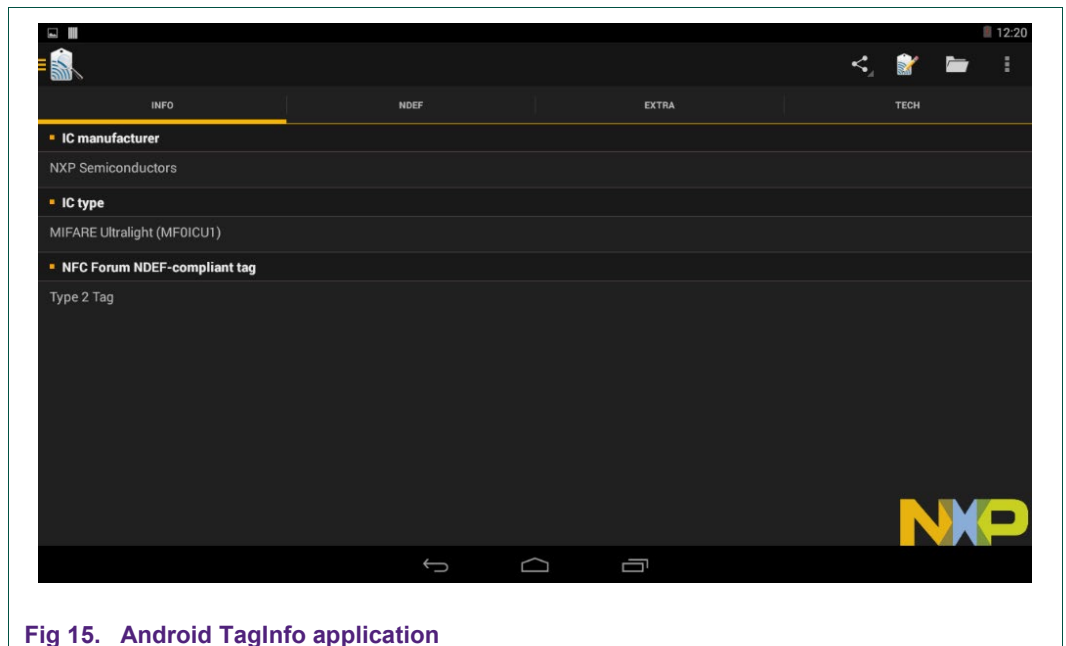 12:20
INFO NDEF EXTRA TECH
IC manufacturer
NXP Semiconductors
IC type
MIFARE Ultralight (MF0ICU1)
NFC Forum NDEF-compliant tag
Type 2 Tag
NXP
Fig 15. Android TagInfo application